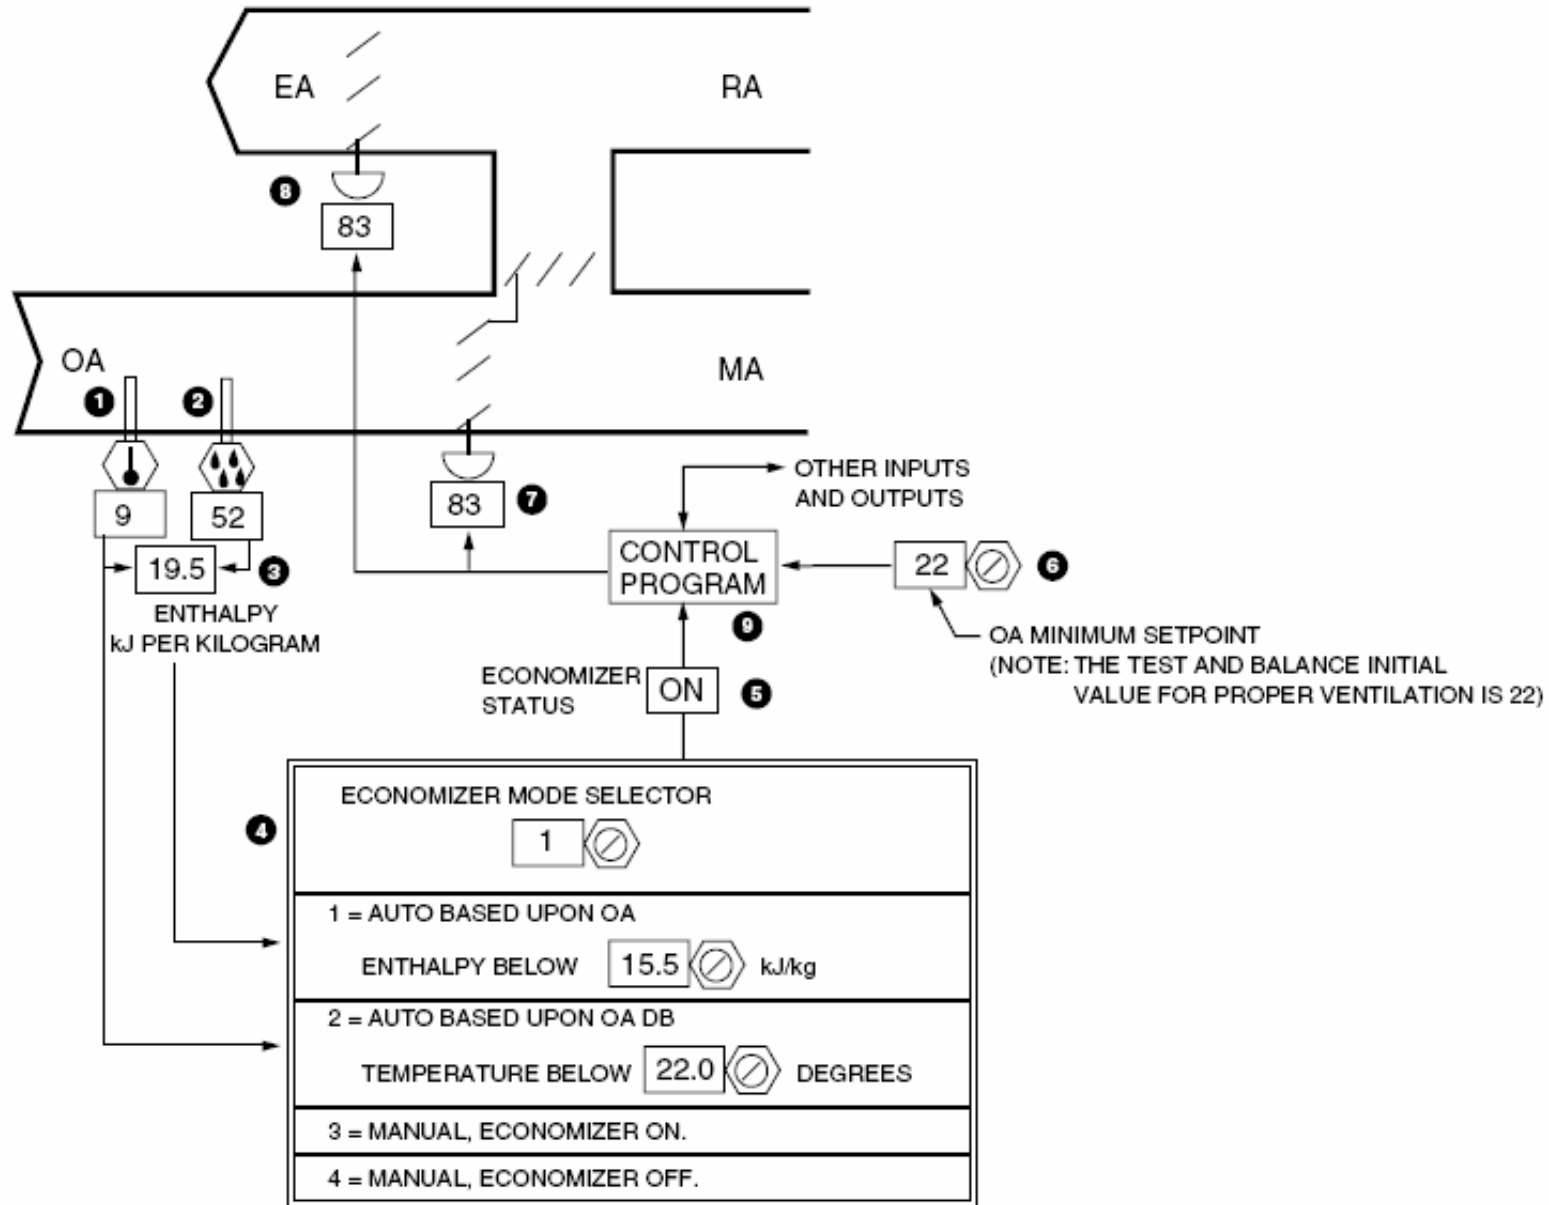 EA
RA
8
83
OA
MA
1
2
9
52
83
7
OTHER INPUTS
AND OUTPUTS
19.5
3
CONTROL
PROGRAM
22
6
ENTHALPY
kJ PER KILOGRAM
9
OA MINIMUM SETPOINT
(NOTE: THE TEST AND BALANCE INITIAL
VALUE FOR PROPER VENTILATION IS 22)
ECONOMIZER
STATUS
ON
5
ECONOMIZER MODE SELECTOR
4
1
1 = AUTO BASED UPON OA
ENTHALPY BELOW 15.5 kJ/kg
2 = AUTO BASED UPON OA DB
TEMPERATURE BELOW 22.0 DEGREES
3 = MANUAL, ECONOMIZER ON.
4 = MANUAL, ECONOMIZER OFF.